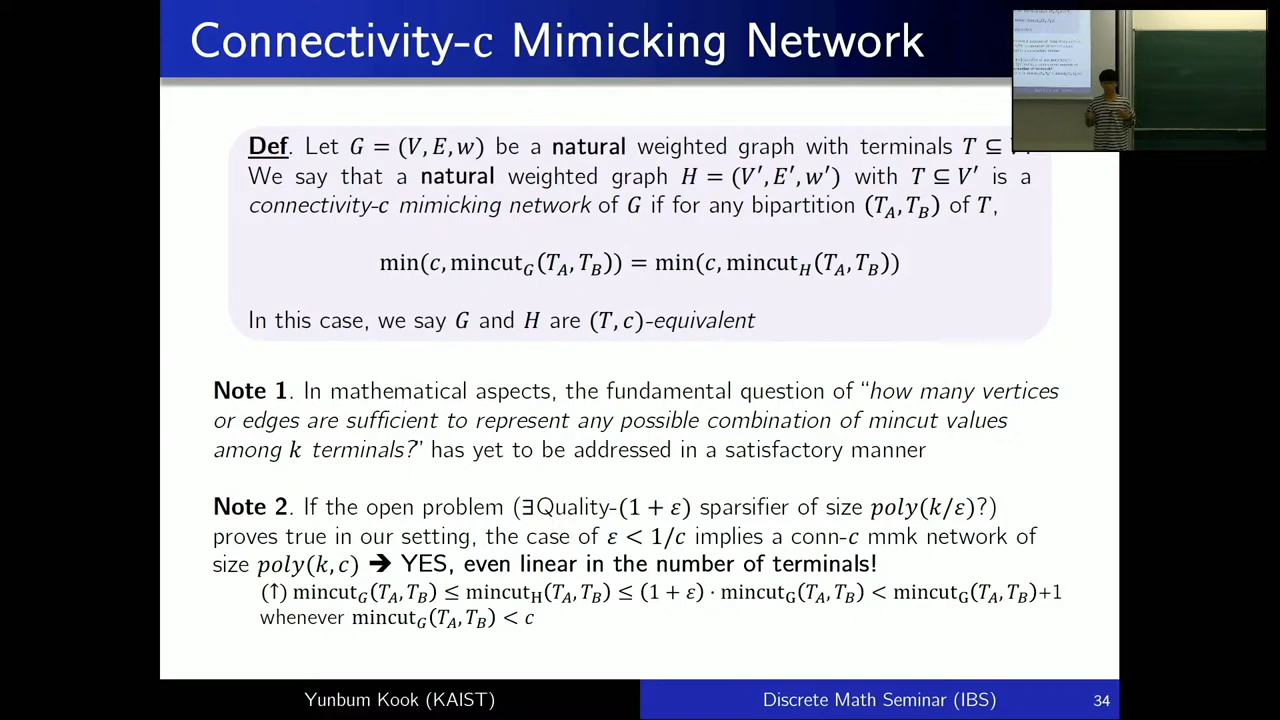 Connectivity-c Mimicking Network
Def. Let G = (V, E, w) be a natural weighted graph with terminals T ⊆
We say that a natural weighted graph H = (V′, E′, w′) with T ⊆ V′ is a
connectivity-c mimicking network of G if for any bipartition (T_A, T_B) of T,
min(c, mincut_G(T_A, T_B)) = min(c, mincut_H(T_A, T_B))
In this case, we say G and H are (T, c)-equivalent
Note 1. In mathematical aspects, the fundamental question of “how many vertices
or edges are sufficient to represent any possible combination of mincut values
among k terminals?” has yet to be addressed in a satisfactory manner
Note 2. If the open problem (∃Quality-(1 + ε) sparsifier of size poly(k/ε)?)
proves true in our setting, the case of ε < 1/c implies a conn-c mmk network of
size poly(k, c) ➔ YES, even linear in the number of terminals!
(↑) mincut_G(T_A, T_B) ≤ mincut_H(T_A, T_B) ≤ (1 + ε) · mincut_G(T_A, T_B) < mincut_G(T_A, T_B)+1
whenever mincut_G(T_A, T_B) < c
Yunbum Kook (KAIST)
Discrete Math Seminar (IBS)
34